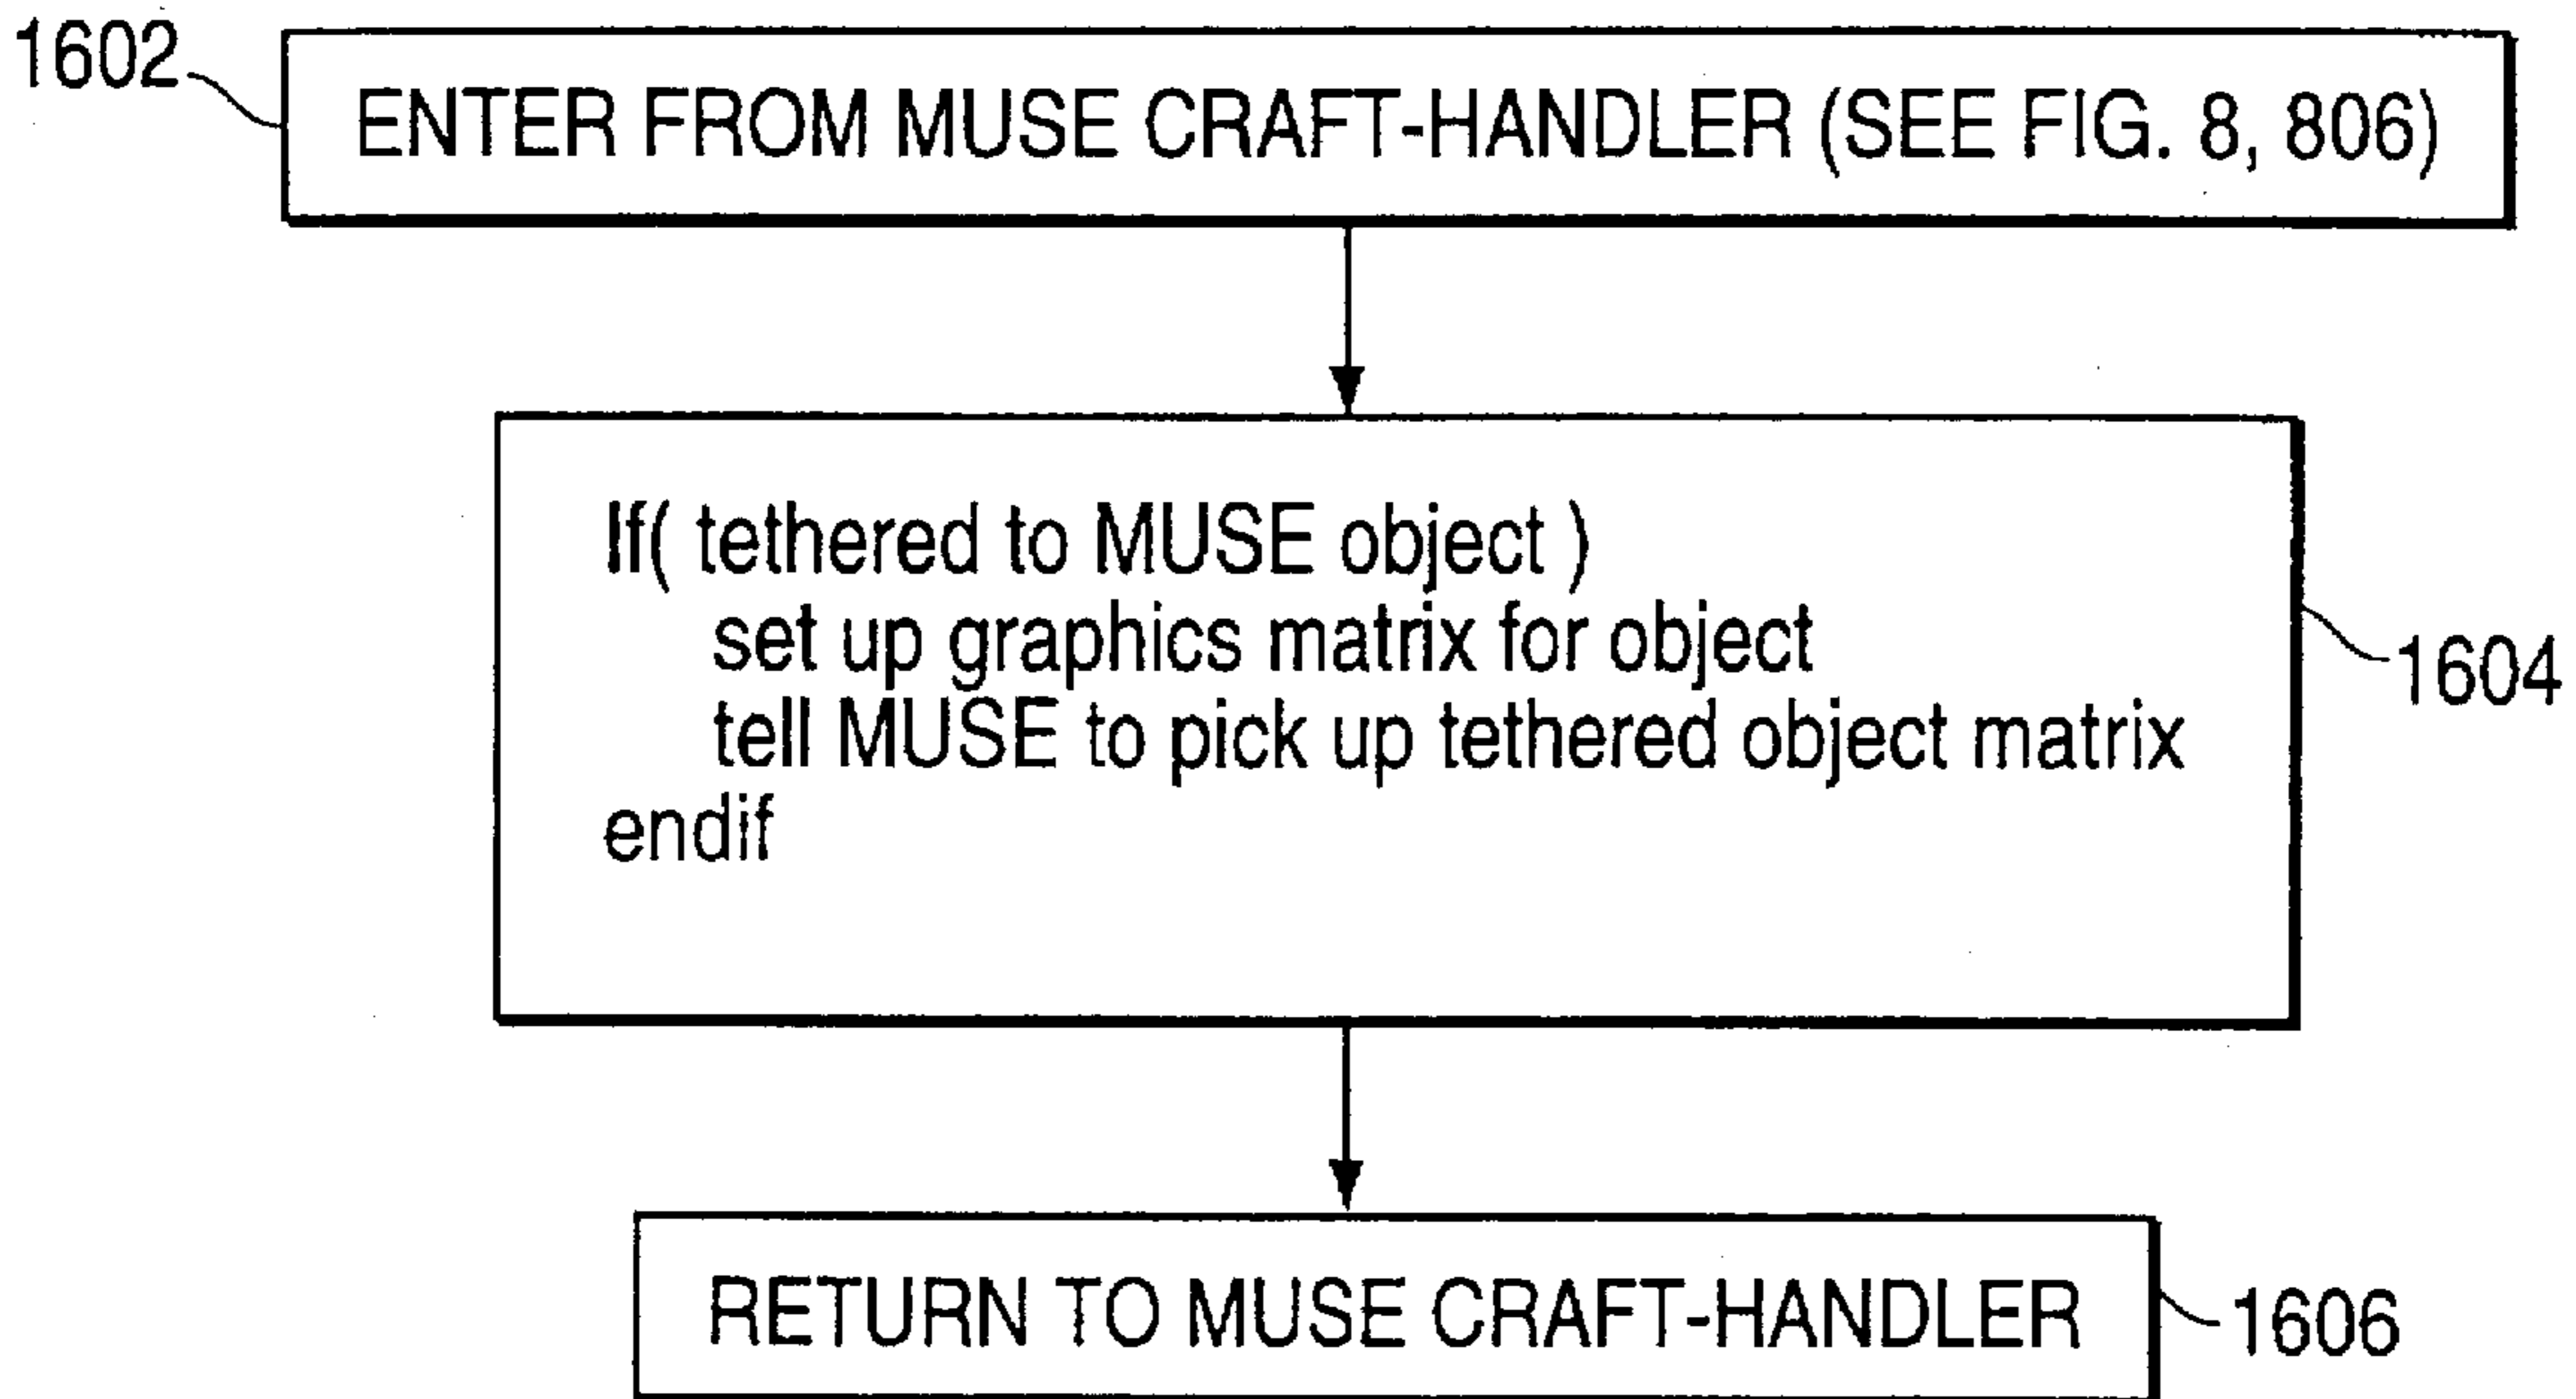 1602
ENTER FROM MUSE CRAFT-HANDLER (SEE FIG. 8, 806)
If( tethered to MUSE object )
set up graphics matrix for object
tell MUSE to pick up tethered object matrix
endif
1604
RETURN TO MUSE CRAFT-HANDLER
1606